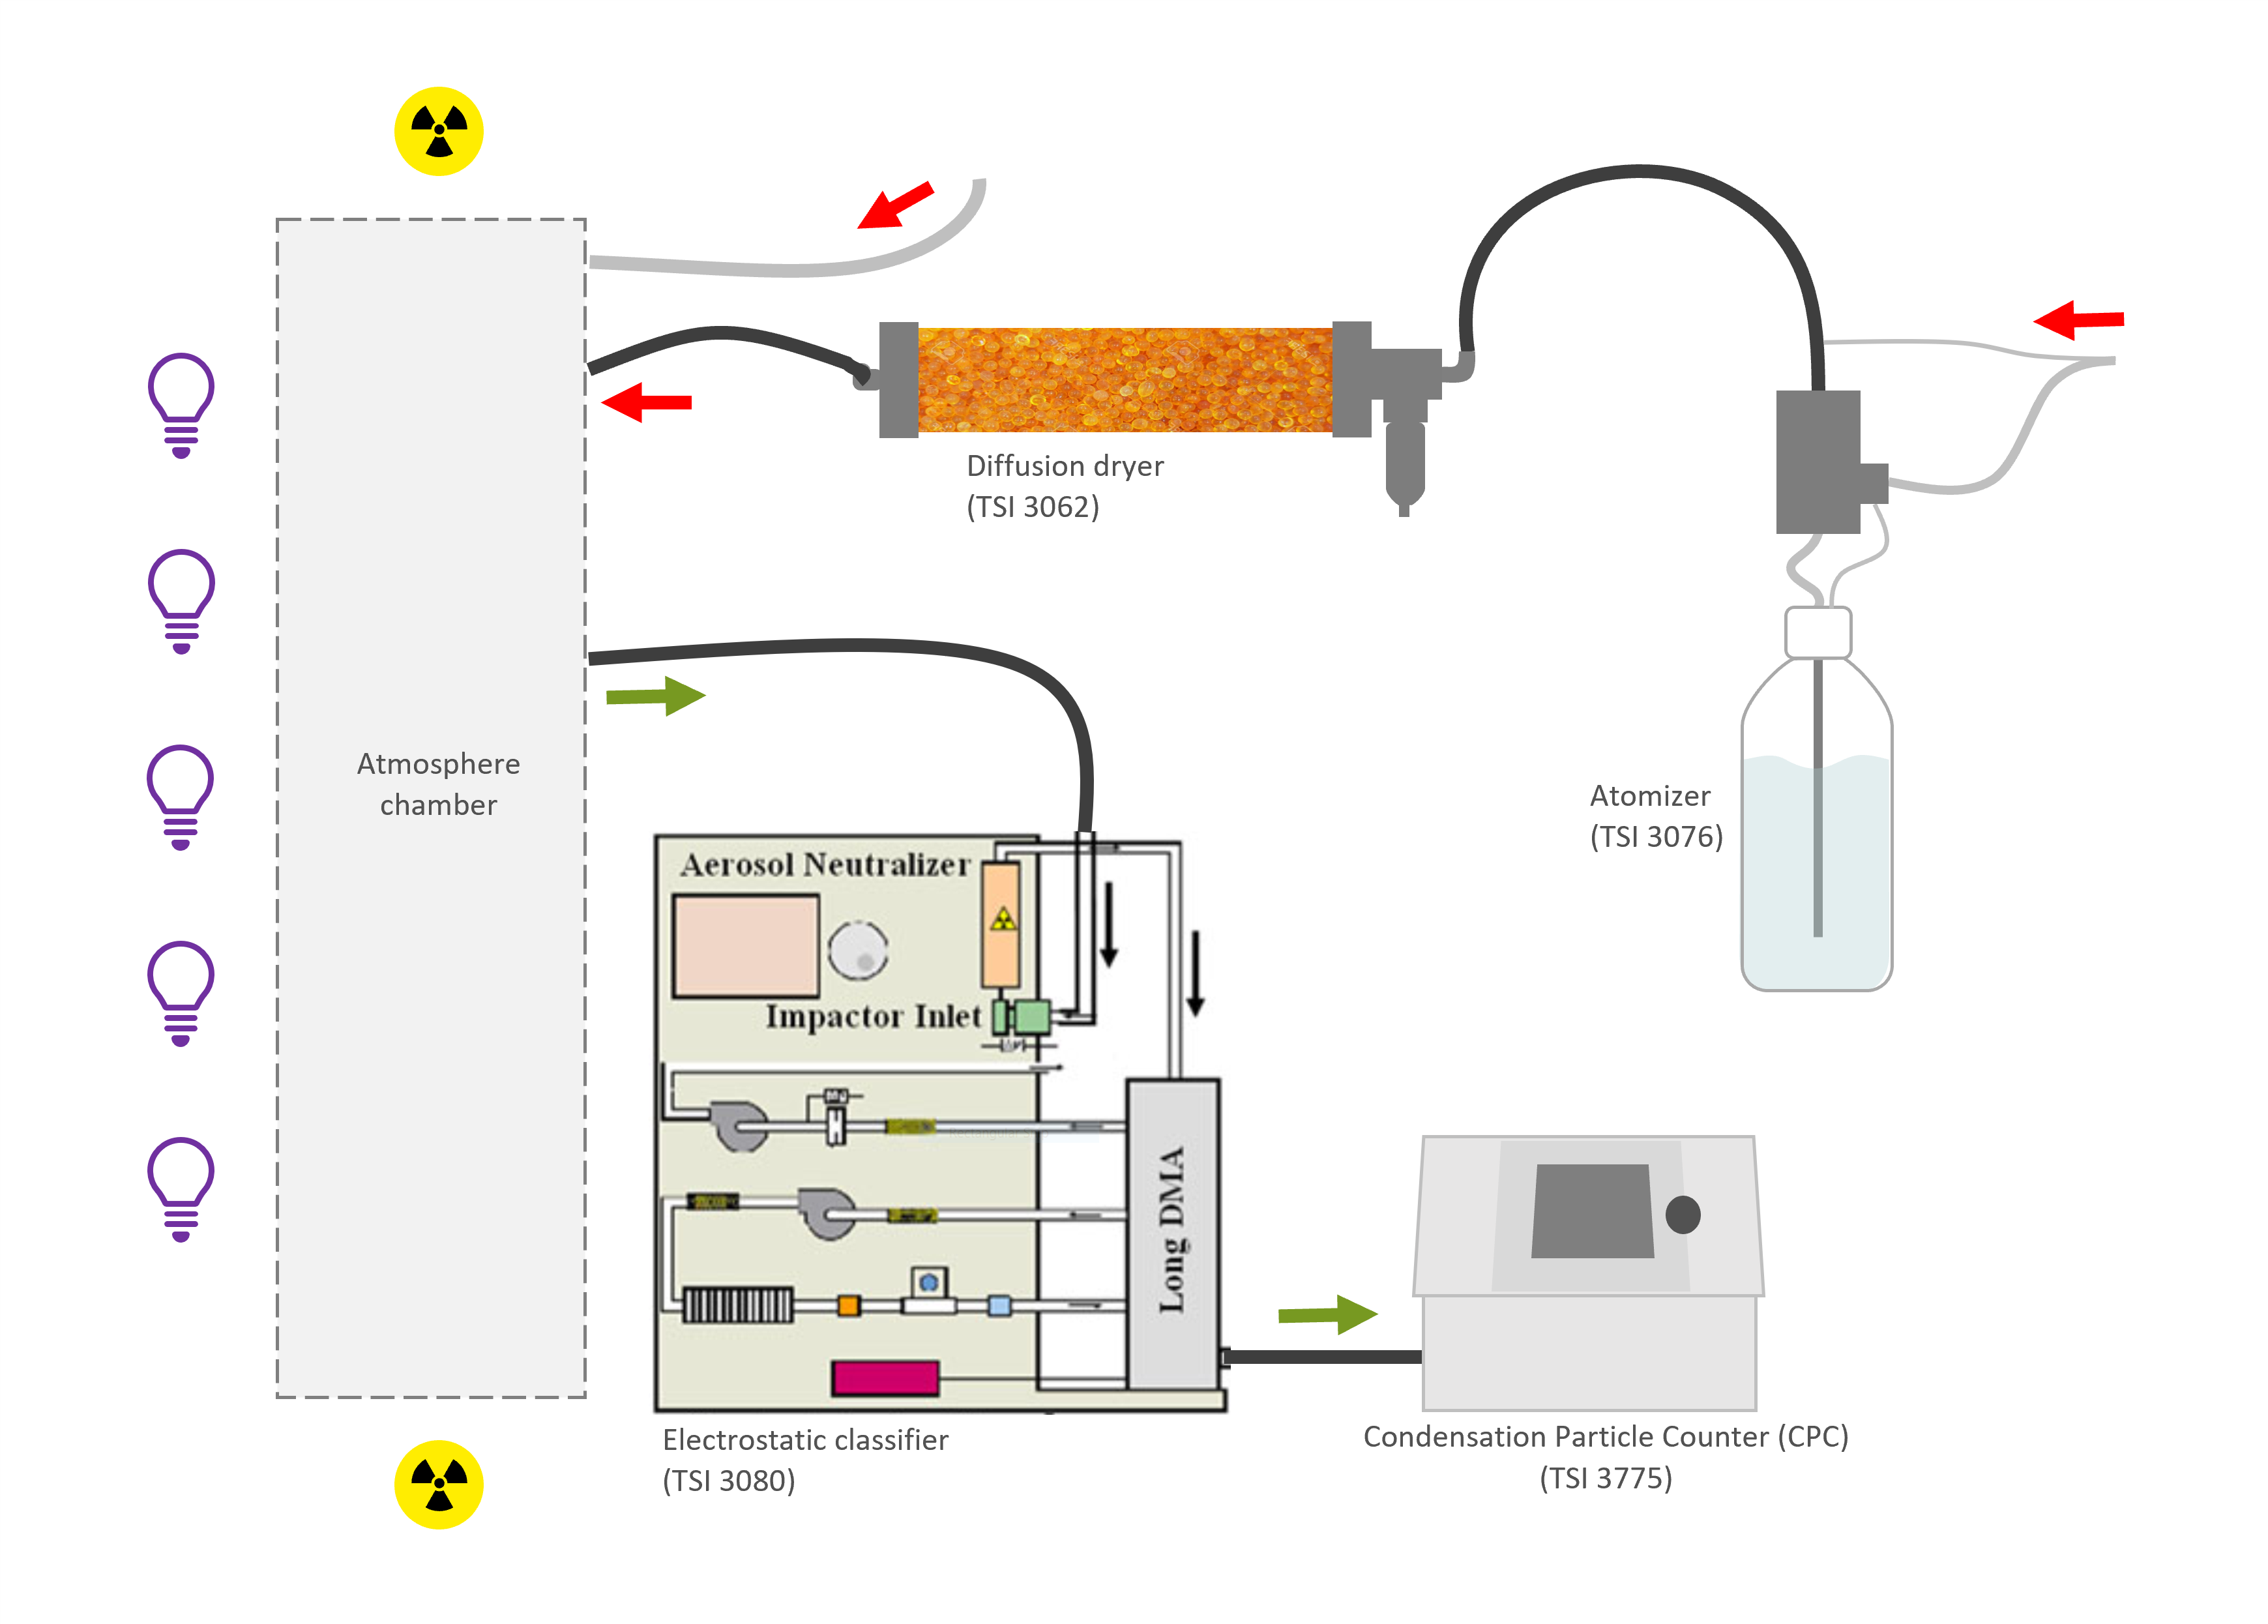 Diffusion dryer
(TSI 3062)
Atmosphere
chamber
Atomizer
(TSI 3076)
Aerosol Neutralizer
Impactor Inlet
Long DMA
Electrostatic classifier
(TSI 3080)
Condensation Particle Counter (CPC)
(TSI 3775)